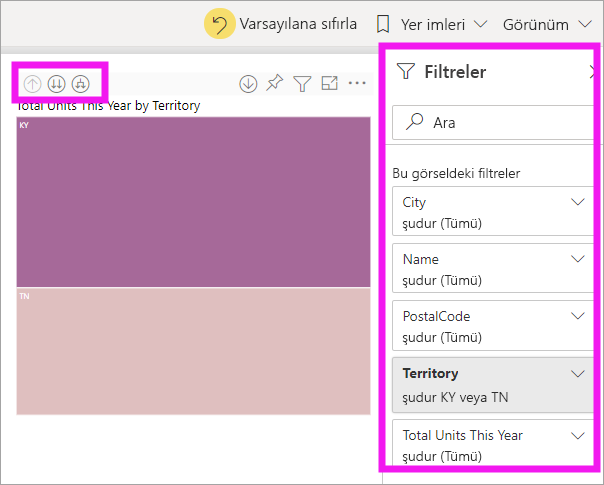 Varsayılana sıfırla
Yer imleri
Görünüm
Filtreler
Total Units This Year by Territory
KY
TN
Ara
Bu görseldeki filtreler
City
şudur (Tümü)
Name
şudur (Tümü)
PostalCode
şudur (Tümü)
Territory
şudur KY veya TN
Total Units This Year
şudur (Tümü)